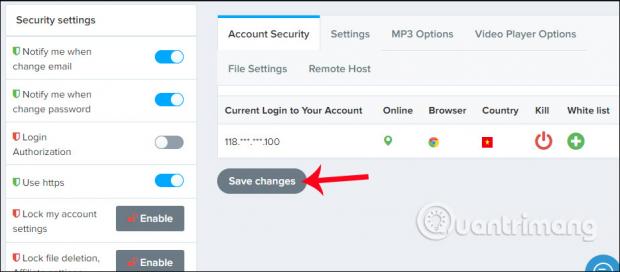 Security settings
Notify me when
change email
Notify me when
change password
Login
Authorization
Use https
Lock my account
settings
Enable
Lock file deletion,
Enable
Account Security
Settings
MP3 Options
Video Player Options
File Settings
Remote Host
Current Login to Your Account
Online
Browser
Country
Kill
White list
118.***.***.100
Save changes
Quantrimang